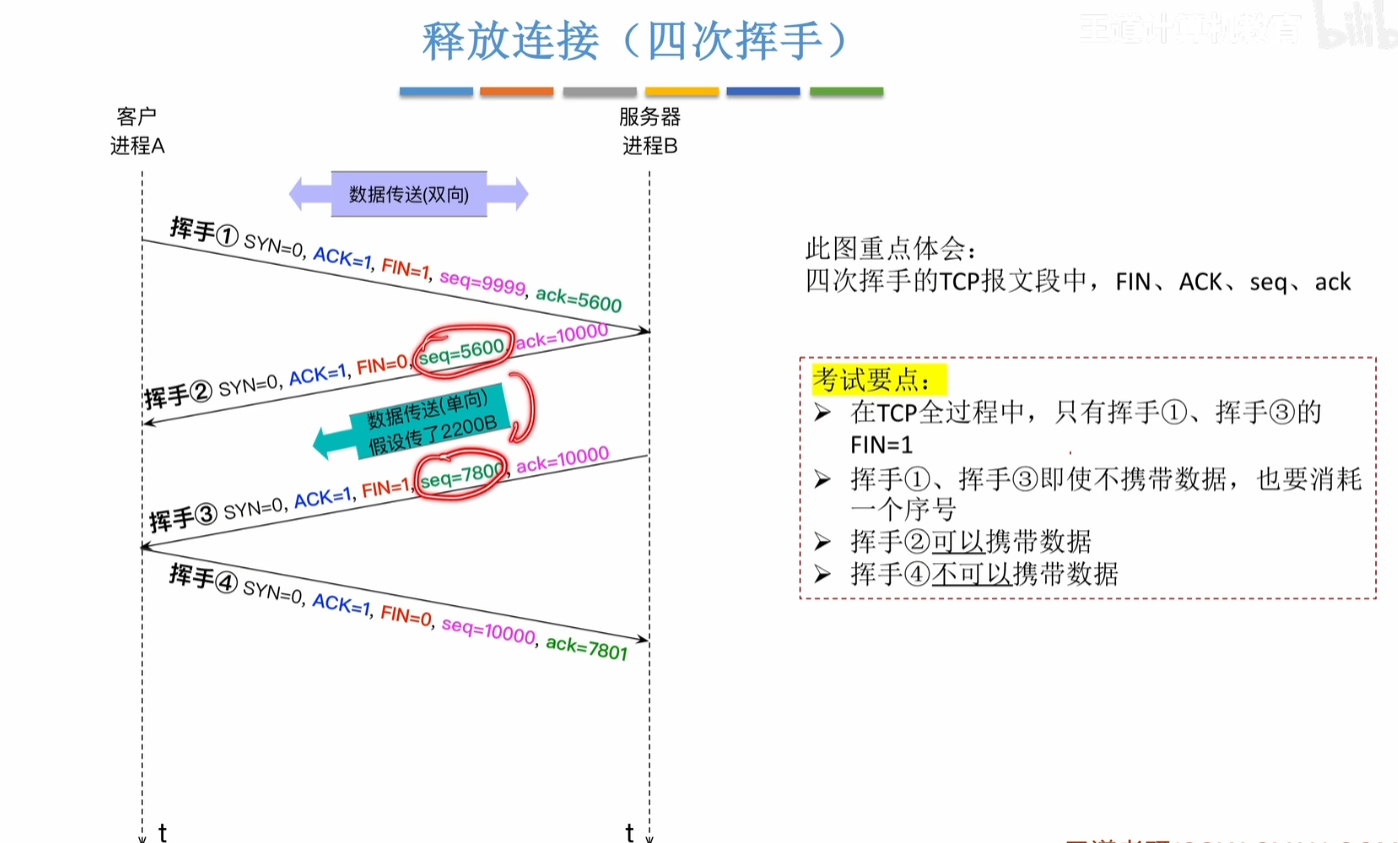 释放连接（四次挥手）
王道计算机教育
bilibili
客户
进程A
服务器
进程B
数据传送(双向)
挥手① SYN=0, ACK=1, FIN=1, seq=9999, ack=5600
挥手② SYN=0, ACK=1, FIN=0, seq=5600, ack=10000
数据传送(单向)
假设传了2200B
挥手③ SYN=0, ACK=1, FIN=1, seq=7800, ack=10000
挥手④ SYN=0, ACK=1, FIN=0, seq=10000, ack=7801
t
t
此图重点体会：
四次挥手的TCP报文段中，FIN、ACK、seq、ack
考试要点：
➢ 在TCP全过程中，只有挥手①、挥手③的
FIN=1
➢ 挥手①、挥手③即使不携带数据，也要消耗
一个序号
➢ 挥手②可以携带数据
➢ 挥手④不可以携带数据